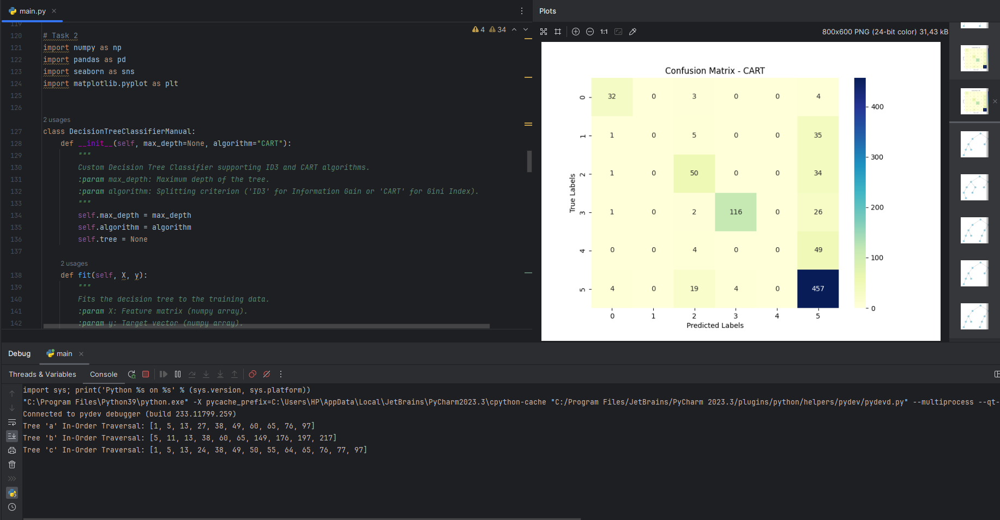 main.py
Plots
119
4 34
120 # Task 2
121 import numpy as np
122 import pandas as pd
123 import seaborn as sns
124 import matplotlib.pyplot as plt
125
126
2 usages
127 class DecisionTreeClassifierManual:
128 def __init__(self, max_depth=None, algorithm="CART"):
129 """
130 Custom Decision Tree Classifier supporting ID3 and CART algorithms.
131 :param max_depth: Maximum depth of the tree.
132 :param algorithm: Splitting criterion ('ID3' for Information Gain or 'CART' for Gini Index).
133 """
134 self.max_depth = max_depth
135 self.algorithm = algorithm
136 self.tree = None
137
2 usages
138 def fit(self, X, y):
139 """
140 Fits the decision tree to the training data.
141 :param X: Feature matrix (numpy array).
142 :param y: Target vector (numpy array).
1:1
800x600 PNG (24-bit color) 31,43 kB
Confusion Matrix - CART
0 32 0 3 0 0 4
1 1 0 5 0 0 35
2 1 0 50 0 0 34
3 1 0 2 116 0 26
4 0 0 4 0 0 49
5 4 0 19 4 0 457
0 1 2 3 4 5
True Labels
Predicted Labels
400
300
200
100
0
Debug
main
Threads & Variables
Console
import sys; print('Python %s on %s' % (sys.version, sys.platform))
"C:\Program Files\Python39\python.exe" -X pycache_prefix=C:\Users\HP\AppData\Local\JetBrains\PyCharm2023.3\cpython-cache "C:/Program Files/JetBrains/PyCharm 2023.3/plugins/python/helpers/pydev/pydevd.py" --multiprocess --qt-
Connected to pydev debugger (build 233.11799.259)
Tree 'a' In-Order Traversal: [1, 5, 13, 27, 38, 49, 60, 65, 76, 97]
Tree 'b' In-Order Traversal: [5, 11, 13, 38, 60, 65, 149, 176, 197, 217]
Tree 'c' In-Order Traversal: [1, 5, 13, 24, 38, 49, 50, 55, 64, 65, 76, 77, 97]